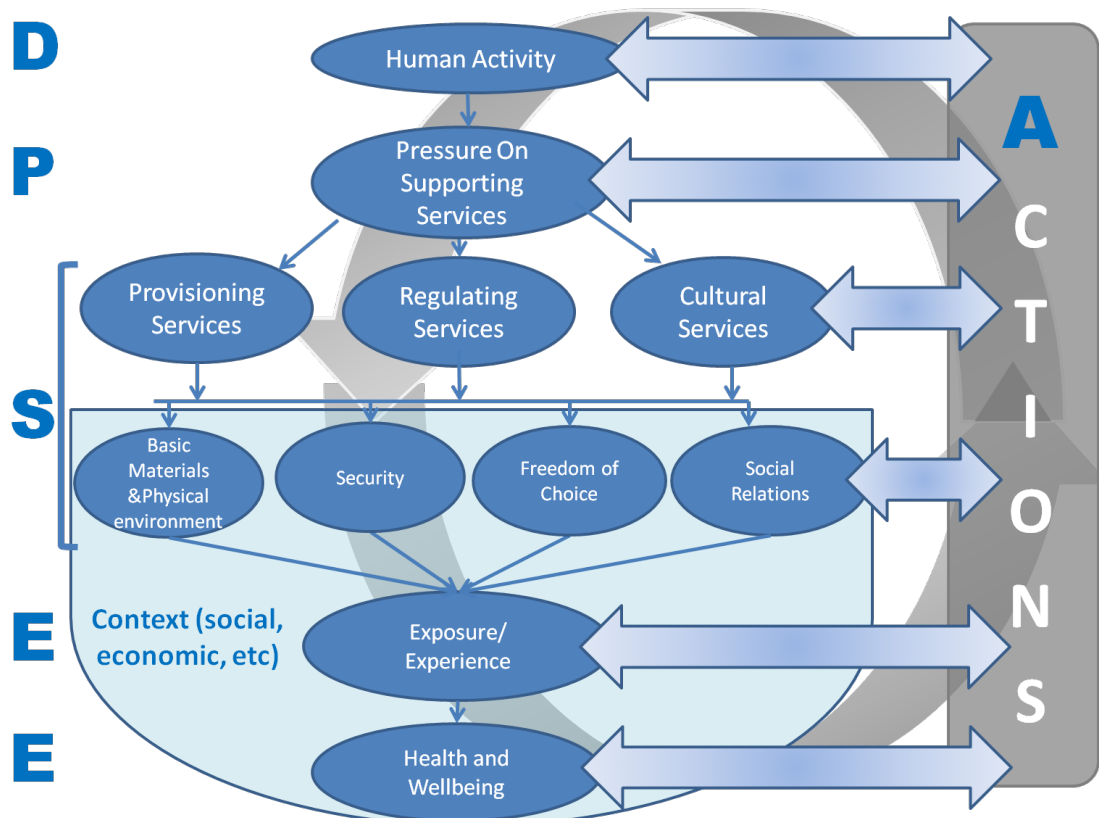 D
Human Activity
A
P
Pressure On
Supporting
Services
C
Provisioning
Services
Regulating
Services
Cultural
Services
T
S
I
Basic
Materials
&Physical
environment
Security
Freedom of
Choice
Social
Relations
O
N
E
Context (social,
economic, etc)
Exposure/
Experience
S
E
Health and
Wellbeing